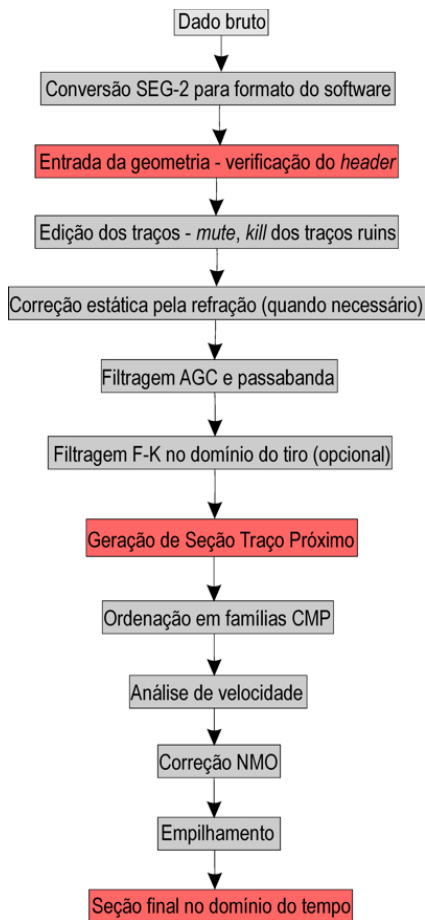 Dado bruto
Conversão SEG-2 para formato do software
Entrada da geometria - verificação do header
Edição dos traços - mute, kill dos traços ruins
Correção estática pela refração (quando necessário)
Filtragem AGC e passabanda
Filtragem F-K no domínio do tiro (opcional)
Geração de Seção Traço Próximo
Ordenação em famílias CMP
Análise de velocidade
Correção NMO
Empilhamento
Seção final no domínio do tempo